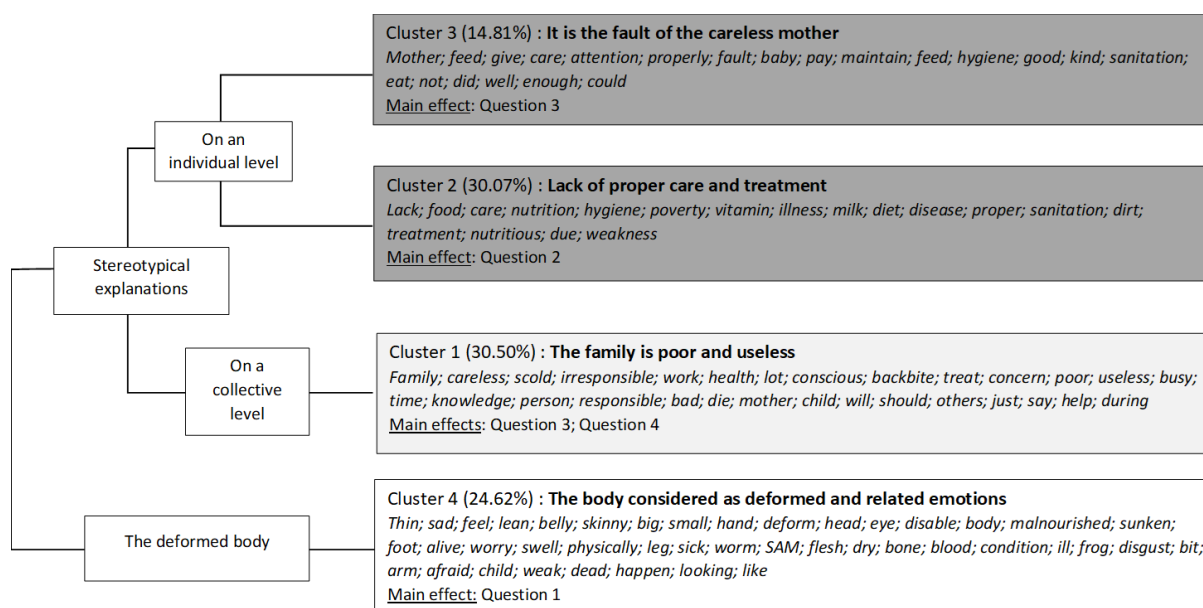 Cluster 3 (14.81%) : It is the fault of the careless mother
Mother; feed; give; care; attention; properly; fault; baby; pay; maintain; feed; hygiene; good; kind; sanitation;
eat; not; did; well; enough; could
Main effect: Question 3
On an
individual level
Cluster 2 (30.07%) : Lack of proper care and treatment
Lack; food; care; nutrition; hygiene; poverty; vitamin; illness; milk; diet; disease; proper; sanitation; dirt;
treatment; nutritious; due; weakness
Main effect: Question 2
Stereotypical
explanations
On a
collective
level
Cluster 1 (30.50%) : The family is poor and useless
Family; careless; scold; irresponsible; work; health; lot; conscious; backbite; treat; concern; poor; useless; busy;
time; knowledge; person; responsible; bad; die; mother; child; will; should; others; just; say; help; during
Main effects: Question 3; Question 4
Cluster 4 (24.62%) : The body considered as deformed and related emotions
Thin; sad; feel; lean; belly; skinny; big; small; hand; deform; head; eye; disable; body; malnourished; sunken;
foot; alive; worry; swell; physically; leg; sick; worm; SAM; flesh; dry; bone; blood; condition; ill; frog; disgust; bit;
arm; afraid; child; weak; dead; happen; looking; like
Main effect: Question 1
The deformed body